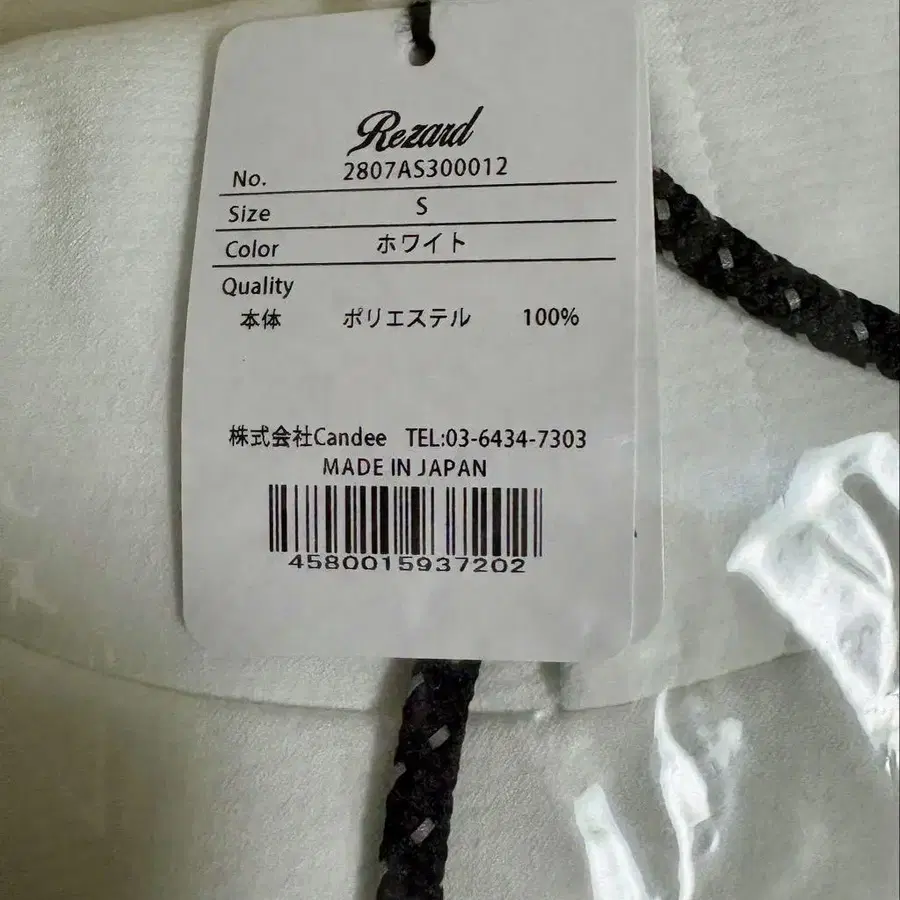 Rezard
No. 2807AS300012
Size S
Color ホワイト
Quality
本体 ポリエステル 100%
株式会社Candee TEL:03-6434-7303
MADE IN JAPAN
4580015937202